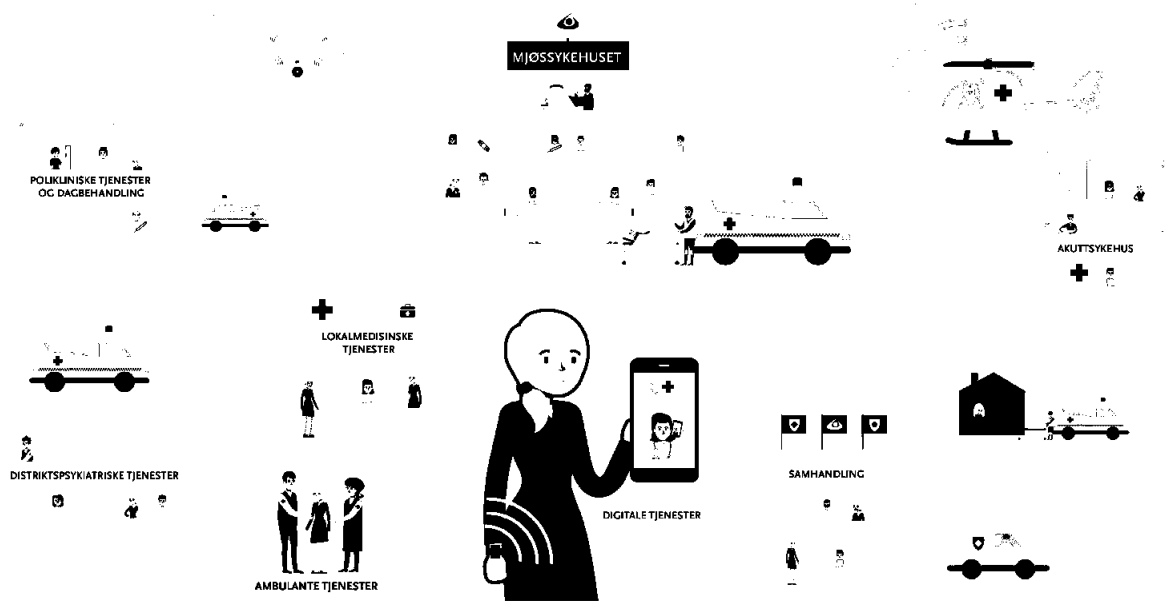 MJØSSYKEHUSET
POLIKLINISKE TJENESTER
OG DAGBEHANDLING
AKUTTSYKEHUS
LOKALMEDISINSKE
TJENESTER
DISTRIKTSPSYKIATRISKE TJENESTER
SAMHANDLING
DIGITALE TJENESTER
AMBULANTE TJENESTER